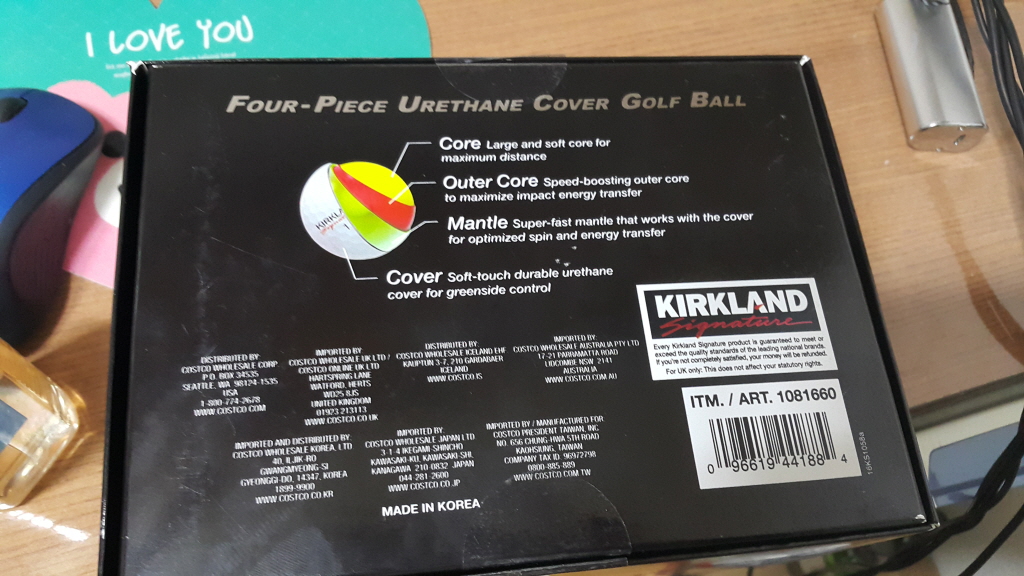 I LOVE YOU
FOUR-PIECE URETHANE COVER GOLF BALL
Core Large and soft core for
maximum distance
Outer Core Speed-boosting outer core
to maximize impact energy transfer
Mantle Super-fast mantle that works with the cover
for optimized spin and energy transfer
Cover Soft-touch durable urethane
cover for greenside control
KIRKLAND
Signature
Every Kirkland Signature product is guaranteed to meet or
exceed the quality standards of the leading national brands.
If you're not completely satisfied, your money will be refunded.
For UK only: This does not affect your statutory rights.
DISTRIBUTED BY
COSTCO WHOLESALE CORP
P.O. BOX 34535
SEATTLE, WA 98124-1535
USA
1-800-774-2678
WWW.COSTCO.COM
IMPORTED BY
COSTCO WHOLESALE UK LTD /
COSTCO ONLINE UK LTD
HARTSPRING LANE
WATFORD, HERTS
WD25 8JS
UNITED KINGDOM
01923 213113
WWW.COSTCO.CO.UK
DISTRIBUTED BY
COSTCO WHOLESALE ICELAND EHF
KAUPTÚN 3-7, 210 GARDABAER
ICELAND
WWW.COSTCO.IS
IMPORTED BY
COSTCO WHOLESALE AUSTRALIA PTY LTD
17-21 PARRAMATTA ROAD
LIDCOMBE NSW 2141
AUSTRALIA
WWW.COSTCO.COM.AU
IMPORTED AND DISTRIBUTED BY
COSTCO WHOLESALE KOREA, LTD
40, ILJIK-RO
GWANGMYEONG-SI
GYEONGGI-DO, 14347, KOREA
1899-9900
WWW.COSTCO.CO.KR
IMPORTED BY
COSTCO WHOLESALE JAPAN LTD
3-1-4 IKEGAMI-SHINCHO
KAWASAKI-KU, KAWASAKI-SHI,
KANAGAWA 210-0832 JAPAN
044-281-2600
WWW.COSTCO.CO.JP
IMPORTED BY / MANUFACTURED FOR
COSTCO PRESIDENT TAIWAN, INC
NO. 656 CHUNG-HWA 5TH ROAD
KAOHSIUNG, TAIWAN
COMPANY TAX ID 96972798
0800-885-889
WWW.COSTCO.COM.TW
MADE IN KOREA
ITM. / ART. 1081660
0 96619 44188 4
16KS1058a